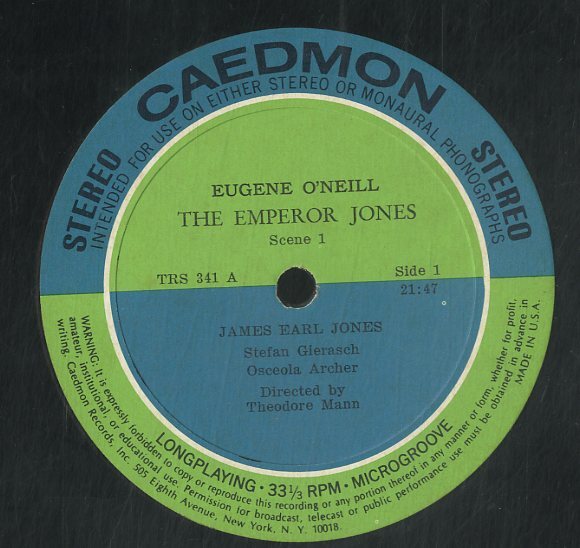 CAEDMON
STEREO
INTENDED FOR USE ON EITHER STEREO OR MONAURAL PHONOGRAPHS
STEREO
EUGENE O'NEILL
THE EMPEROR JONES
Scene 1
TRS 341 A
Side 1
21:47
JAMES EARL JONES
Stefan Gierasch
Osceola Archer
Directed by
Theodore Mann
LONGPLAYING • 33⅓ RPM • MICROGROOVE
WARNING: It is expressly forbidden to copy or reproduce this recording or any portion thereof in any manner or form, whether for profit,
amateur, institutional, or educational use. Permission for broadcast, telecast or public performance use must be obtained in advance in
writing, Caedmon Records, Inc. 505 Eighth Avenue, New York, N. Y. 10018.
MADE IN U.S.A.